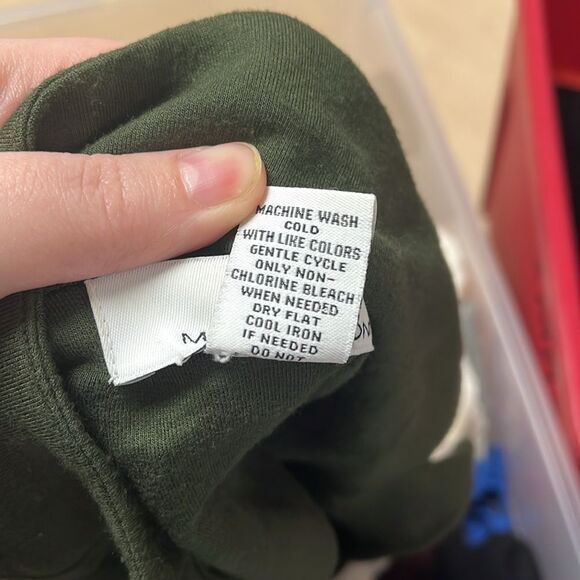 MACHINE WASH
COLD
WITH LIKE COLORS
GENTLE CYCLE
ONLY NON-
CHLORINE BLEACH
WHEN NEEDED
DRY FLAT
COOL IRON
IF NEEDED
DO NOT